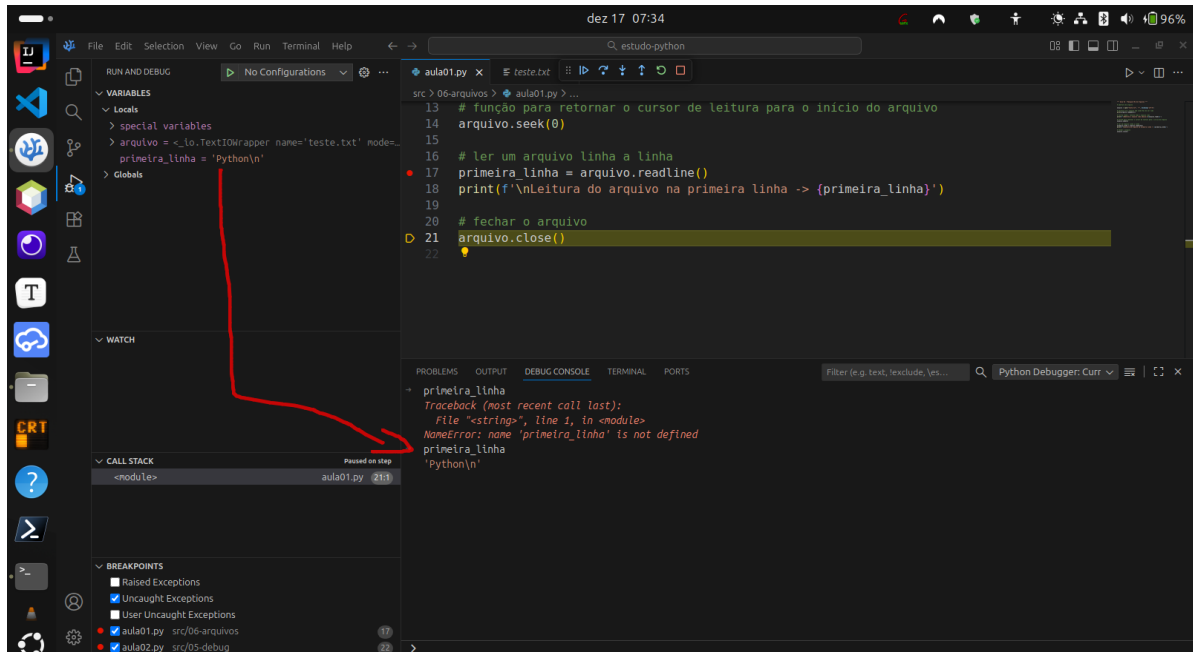 dez 17 07:34
96%
File Edit Selection View Go Run Terminal Help
estudo-python
RUN AND DEBUG
No Configurations
aula01.py
teste.txt
src > 06-arquivos > aula01.py > ...
VARIABLES
Locals
special variables
arquivo = <_io.TextIOWrapper name='teste.txt' mode=...
primeira_linha = 'Python\n'
Globals
13 # função para retornar o cursor de leitura para o inicio do arquivo
14 arquivo.seek(0)
15
16 # ler um arquivo linha a linha
17 primeira_linha = arquivo.readline()
18 print(f'\nLeitura do arquivo na primeira linha -> {primeira_linha}')
19
20 # fechar o arquivo
21 arquivo.close()
22
WATCH
PROBLEMS OUTPUT DEBUG CONSOLE TERMINAL PORTS
Filter (e.g. text, !exclude, \es...
Python Debugger: Curr
primeira_linha
Traceback (most recent call last):
File "<string>", line 1, in <module>
NameError: name 'primeira_linha' is not defined
primeira_linha
'Python\n'
CALL STACK
Paused on step
<module>
aula01.py 21:1
BREAKPOINTS
Raised Exceptions
Uncaught Exceptions
User Uncaught Exceptions
aula01.py src/06-arquivos 17
aula02.py src/05-debug 22
IJ
T
CRT
1